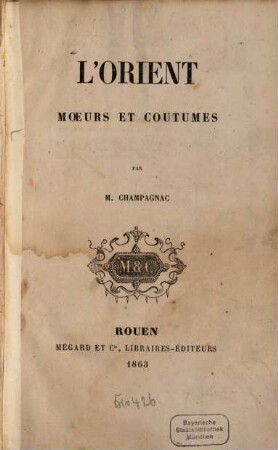 L'ORIENT
MŒURS ET COUTUMES
PAR
M. CHAMPAGNAC
M.&C.
ROUEN
MÉGARD ET Cie, LIBRAIRES-ÉDITEURS
1863
Bayerische
Staatsbibliothek
München